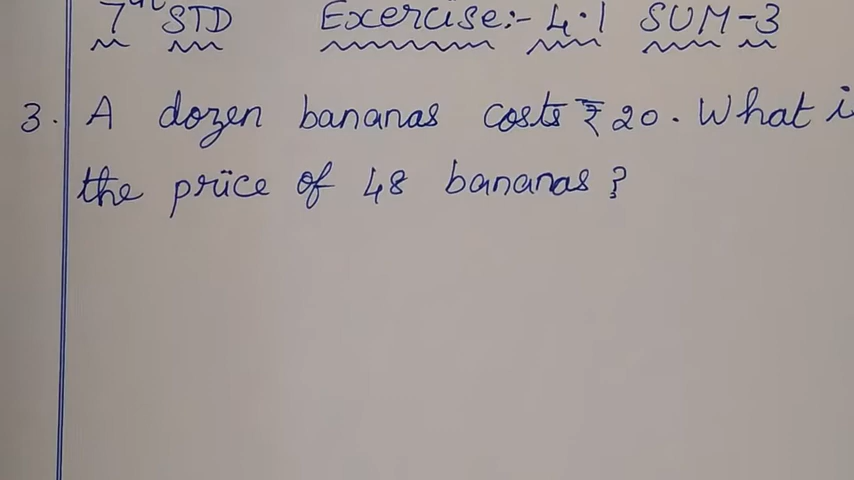 7th STD Exercise:- 4.1 SUM-3
3. A dozen bananas costs ₹20. What i
the price of 48 bananas?